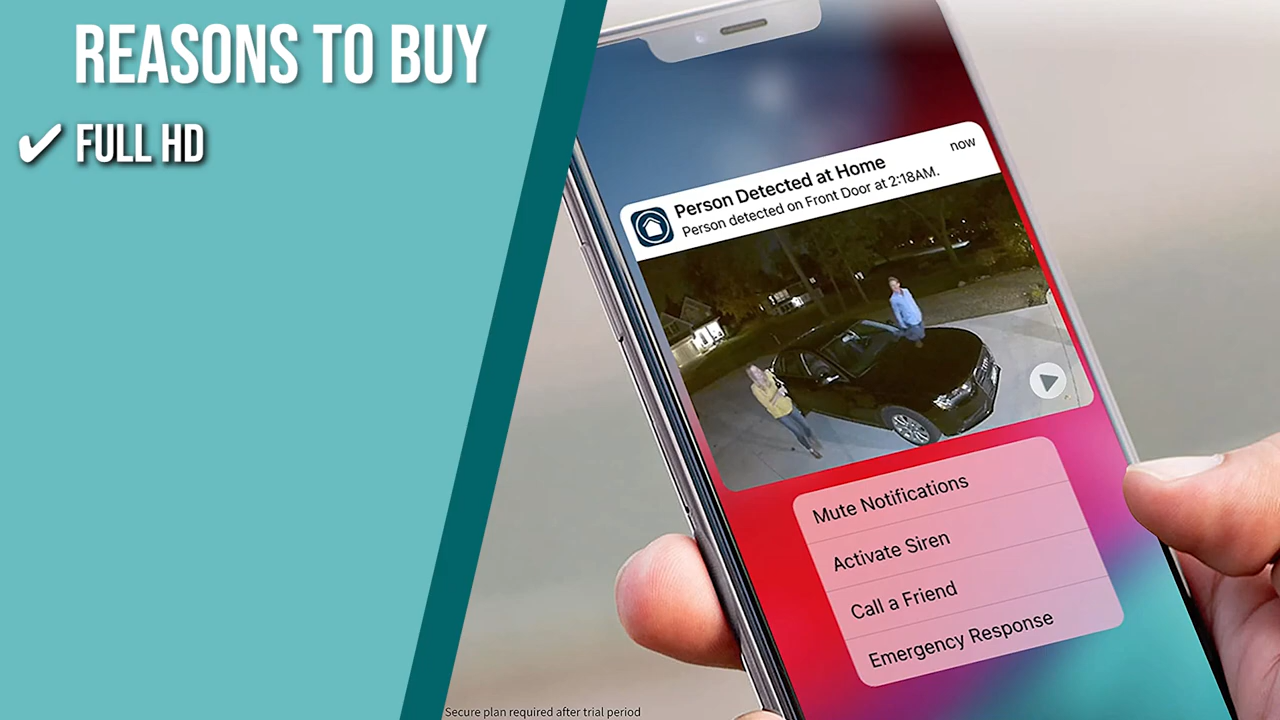 REASONS TO BUY
✔ FULL HD
Person Detected at Home
now
Person detected on Front Door at 2:18AM.
Mute Notifications
Activate Siren
Call a Friend
Emergency Response
Secure plan required after trial period